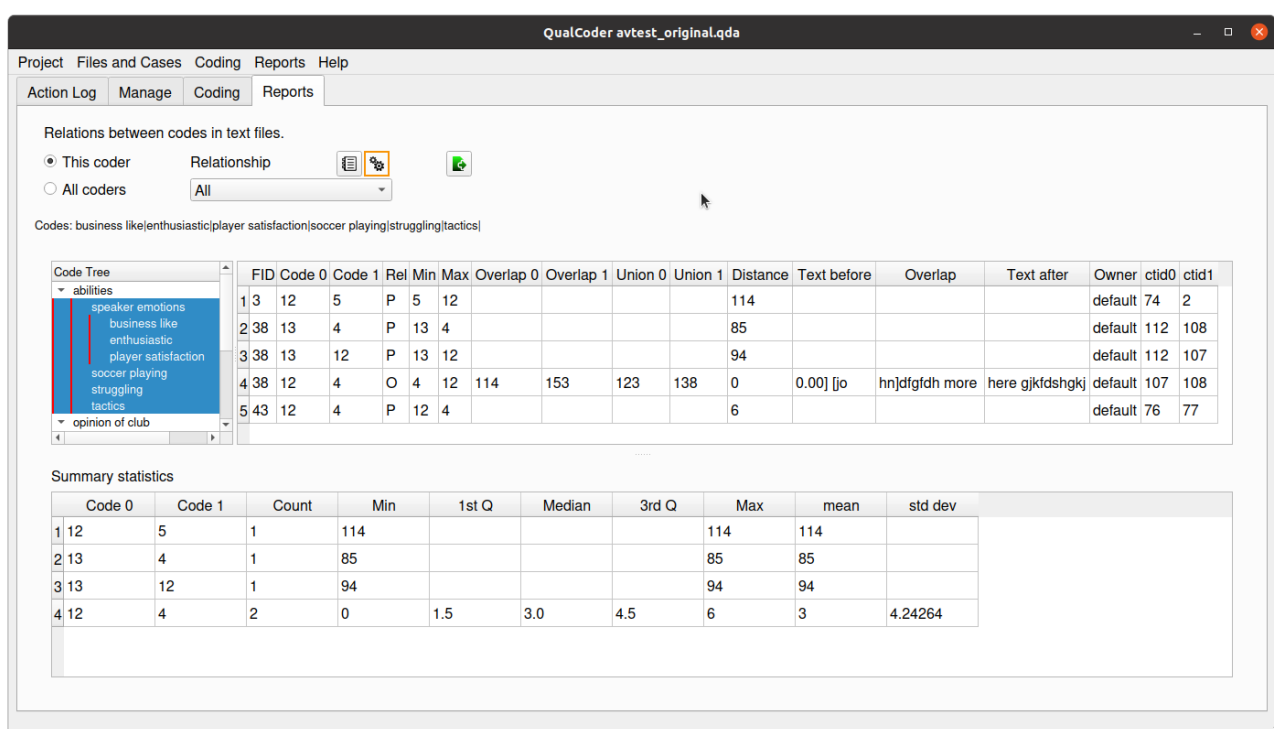 QualCoder avtest_original.qda
Project Files and Cases Coding Reports Help
Action Log Manage Coding Reports
Relations between codes in text files.
This coder Relationship
All coders All
Codes: business like|enthusiastic|player satisfaction|soccer playing|struggling|tactics|
Code Tree
abilities
speaker emotions
business like
enthusiastic
player satisfaction
soccer playing
struggling
tactics
opinion of club
FID Code 0 Code 1 Rel Min Max Overlap 0 Overlap 1 Union 0 Union 1 Distance Text before Overlap Text after Owner ctid0 ctid1
1 3 12 5 P 5 12 114 default 74 2
2 38 13 4 P 13 4 85 default 112 108
3 38 13 12 P 13 12 94 default 112 107
4 38 12 4 O 4 12 114 153 123 138 0 0.00] [jo hn]dfgfdh more here gjkfdshgkj default 107 108
5 43 12 4 P 12 4 6 default 76 77
Summary statistics
Code 0 Code 1 Count Min 1st Q Median 3rd Q Max mean std dev
1 12 5 1 114 114 114
2 13 4 1 85 85 85
3 13 12 1 94 94 94
4 12 4 2 0 1.5 3.0 4.5 6 3 4.24264